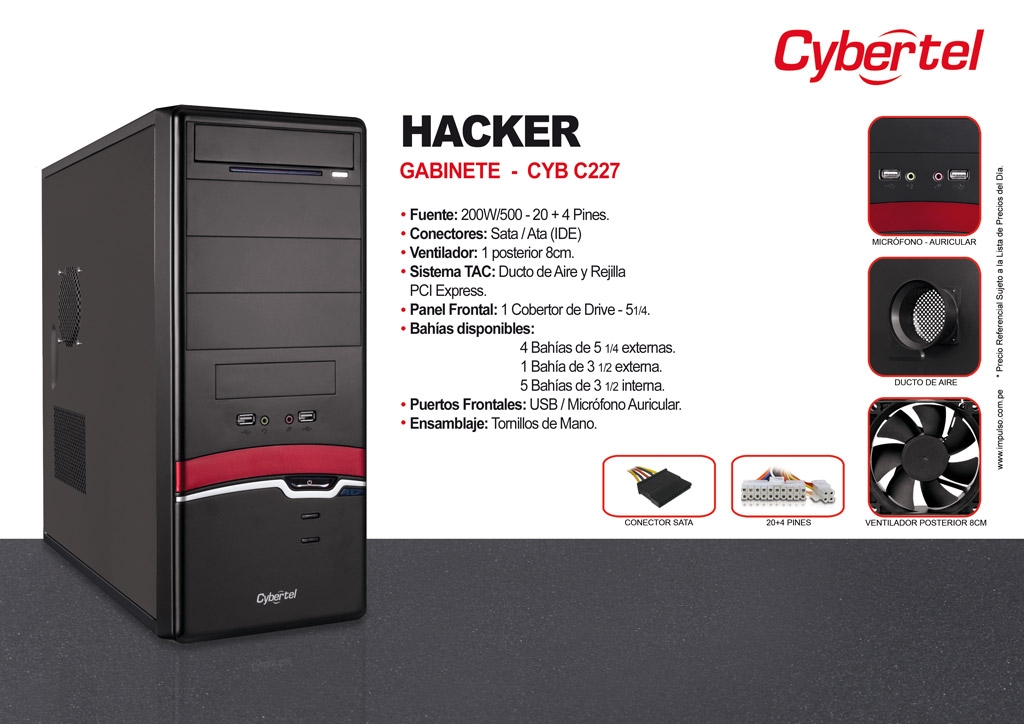 Cybertel
HACKER
GABINETE - CYB C227
• Fuente: 200W/500 - 20 + 4 Pines.
• Conectores: Sata / Ata (IDE)
• Ventilador: 1 posterior 8cm.
• Sistema TAC: Ducto de Aire y Rejilla
PCI Express.
• Panel Frontal: 1 Cobertor de Drive - 51/4.
• Bahías disponibles:
4 Bahías de 5 1/4 externas.
1 Bahía de 3 1/2 externa.
5 Bahías de 3 1/2 interna.
• Puertos Frontales: USB / Micrófono Auricular.
• Ensamblaje: Tornillos de Mano.
CONECTOR SATA
20+4 PINES
MICRÓFONO - AURICULAR
DUCTO DE AIRE
VENTILADOR POSTERIOR 8CM
www.impulso.com.pe * Precio Referencial Sujeto a la Lista de Precios del Día.
Cybertel